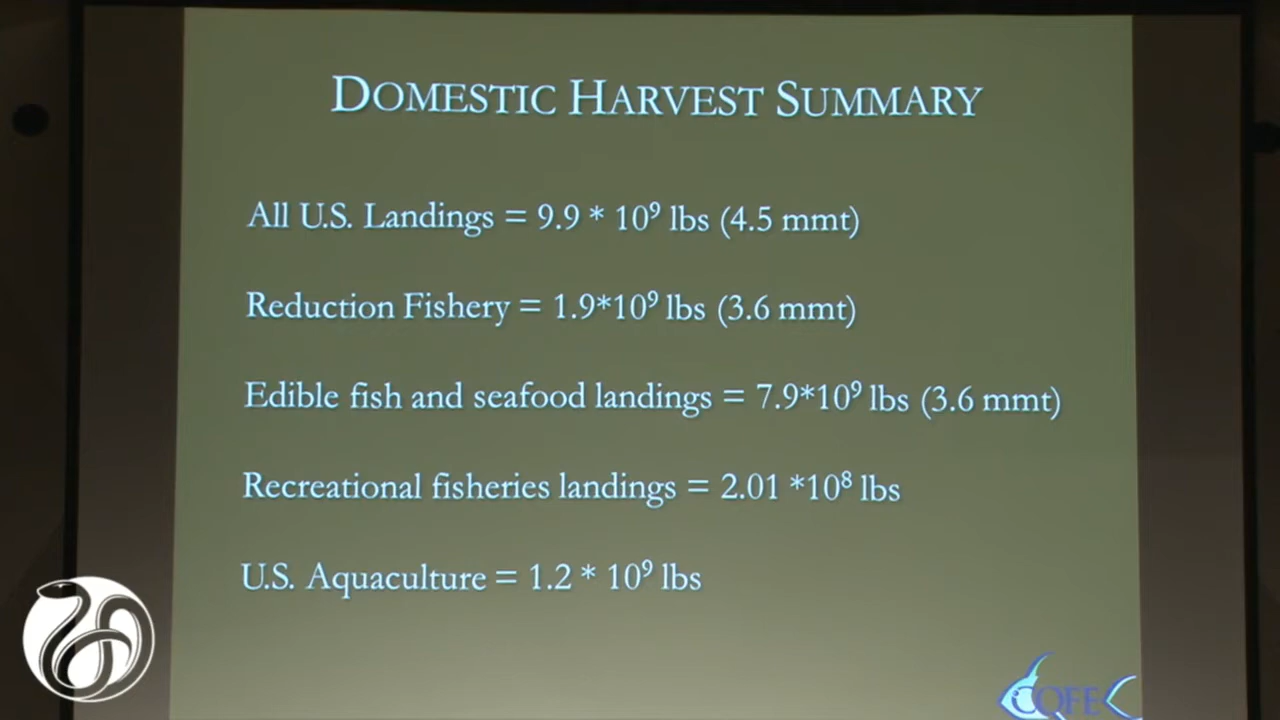 DOMESTIC HARVEST SUMMARY
All U.S. Landings = 9.9 * 10⁹ lbs (4.5 mmt)
Reduction Fishery = 1.9*10⁹ lbs (3.6 mmt)
Edible fish and seafood landings = 7.9*10⁹ lbs (3.6 mmt)
Recreational fisheries landings = 2.01 *10⁸ lbs
U.S. Aquaculture = 1.2 * 10⁹ lbs
CQFE